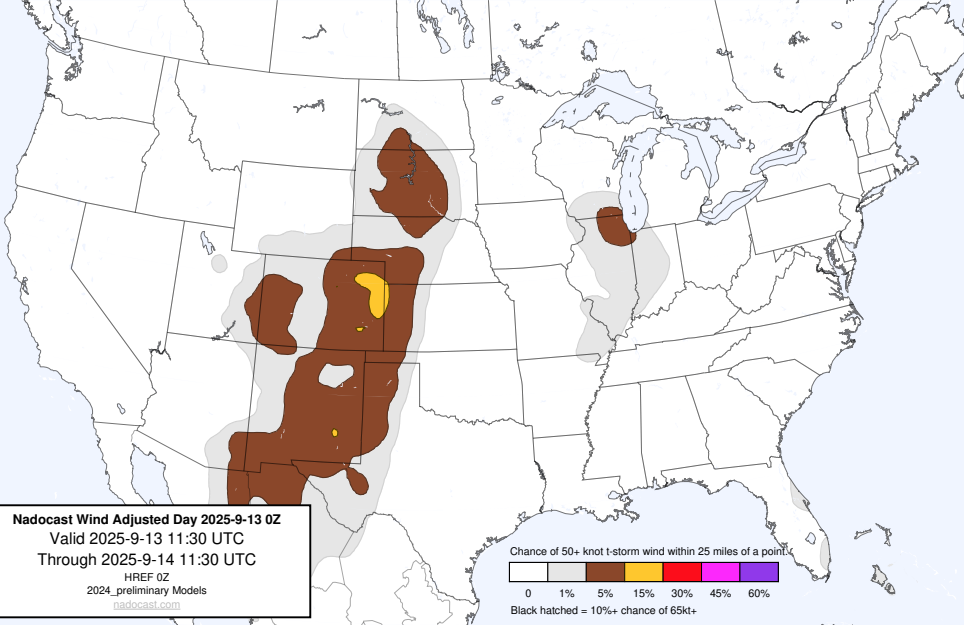 Nadocast Wind Adjusted Day 2025-9-13 0Z
Valid 2025-9-13 11:30 UTC
Through 2025-9-14 11:30 UTC
HREF 0Z
2024_preliminary Models
nadocast.com
Chance of 50+ knot t-storm wind within 25 miles of a point.
0 1% 5% 15% 30% 45% 60%
Black hatched = 10%+ chance of 65kt+